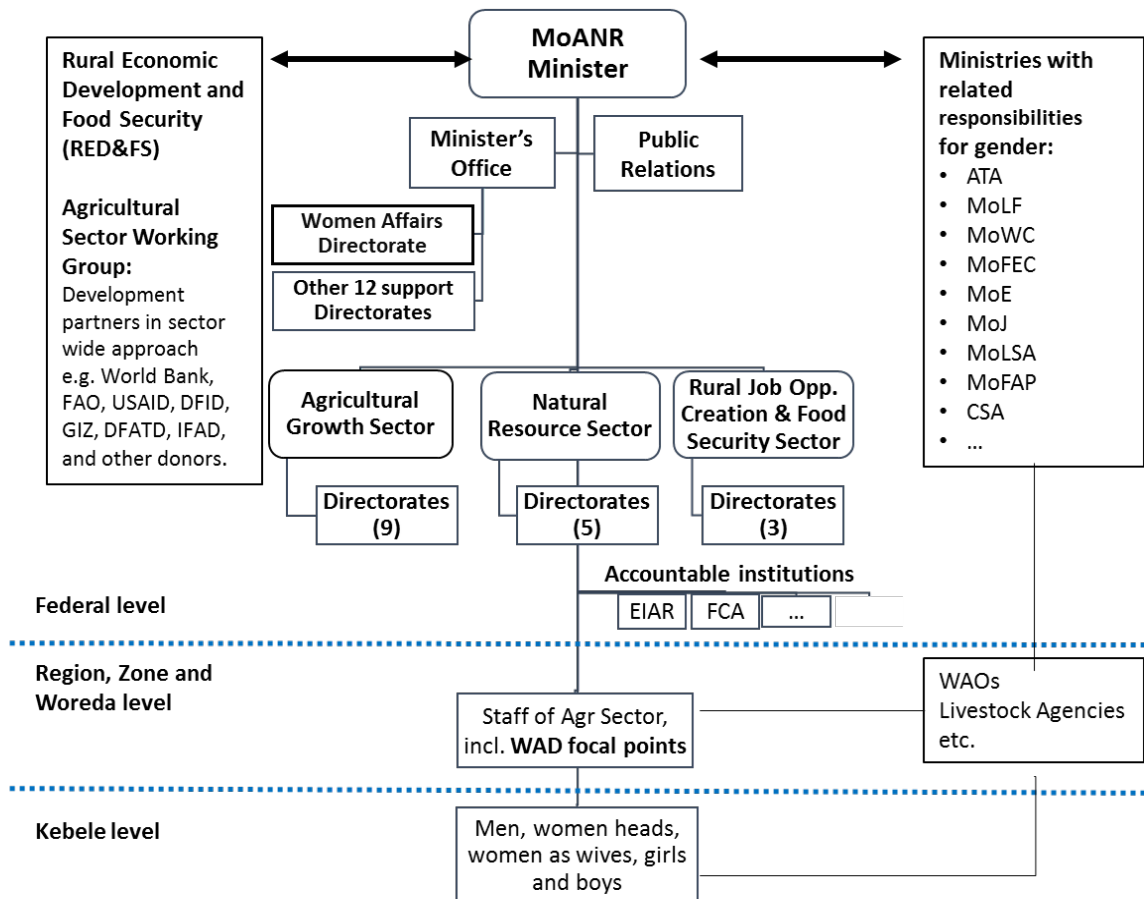 MoANR
Minister
Rural Economic
Development and
Food Security
(RED&FS)
Agricultural
Sector Working
Group:
Development
partners in sector
wide approach
e.g. World Bank,
FAO, USAID, DFID,
GIZ, DFATD, IFAD,
and other donors.
Ministries with
related
responsibilities
for gender:
• ATA
• MoLF
• MoWC
• MoFEC
• MoE
• MoJ
• MoLSA
• MoFAP
• CSA
• ...
Minister's
Office
Public
Relations
Women Affairs
Directorate
Other 12 support
Directorates
Agricultural
Growth Sector
Natural
Resource Sector
Rural Job Opp.
Creation & Food
Security Sector
Directorates
(9)
Directorates
(5)
Directorates
(3)
Accountable institutions
EIAR
FCA
...
Federal level
Region, Zone and
Woreda level
Staff of Agr Sector,
incl. WAD focal points
WAOs
Livestock Agencies
etc.
Kebele level
Men, women heads,
women as wives, girls
and boys